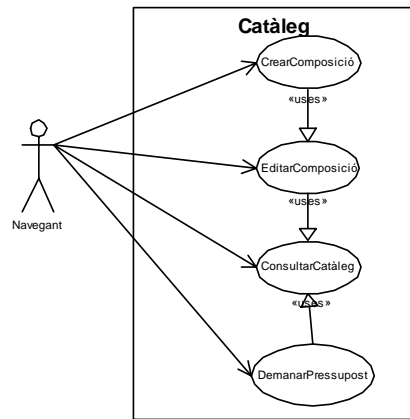 Catàleg
CrearComposició
«uses»
EditarComposició
«uses»
Navegant
ConsultarCatàleg
«uses»
DemanarPressupost